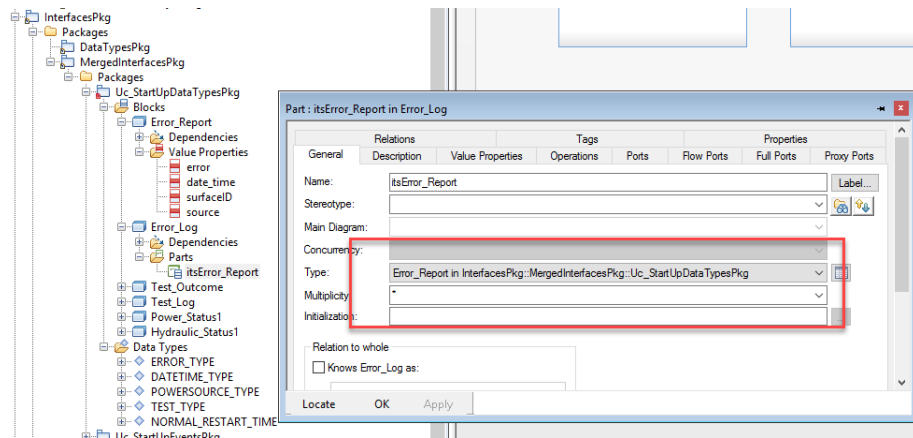 InterfacesPkg
Packages
DataTypesPkg
MergedInterfacesPkg
Packages
Uc_StartUpDataTypesPkg
Blocks
Error_Report
Dependencies
Value Properties
error
date_time
surfaceID
source
Error_Log
Dependencies
Parts
itsError_Report
Test_Outcome
Test_Log
Power_Status1
Hydraulic_Status1
Data Types
ERROR_TYPE
DATETIME_TYPE
POWERSOURCE_TYPE
TEST_TYPE
NORMAL_RESTART_TIME
Uc_StartUpEventsPkg
Part : itsError_Report in Error_Log
Relations Tags Properties
General Description Value Properties Operations Ports Flow Ports Full Ports Proxy Ports
Name: itsError_Report Label...
Stereotype:
Main Diagram:
Concurrency:
Type: Error_Report in InterfacesPkg::MergedInterfacesPkg::Uc_StartUpDataTypesPkg
Multiplicity: *
Initialization:
Relation to whole
Knows Error_Log as:
Locate OK Apply